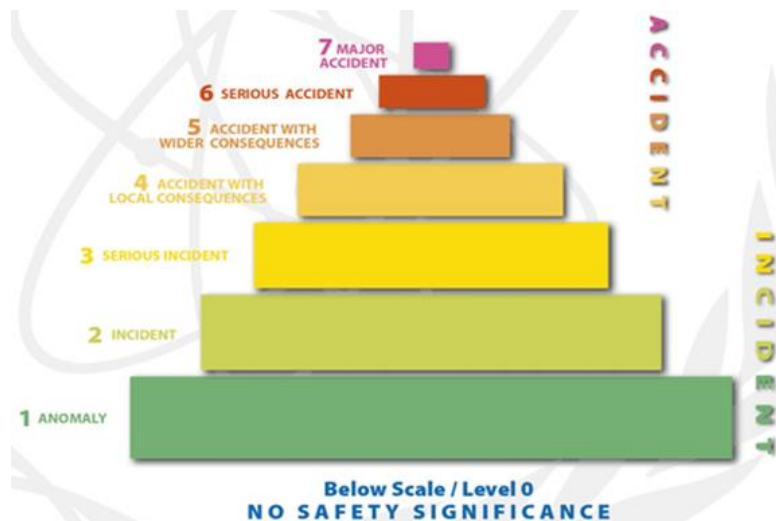 7 MAJOR
ACCIDENT
6 SERIOUS ACCIDENT
5 ACCIDENT WITH
WIDER CONSEQUENCES
4 ACCIDENT WITH
LOCAL CONSEQUENCES
3 SERIOUS INCIDENT
2 INCIDENT
1 ANOMALY
ACCIDENT
INCIDENT
Below Scale / Level 0
NO SAFETY SIGNIFICANCE